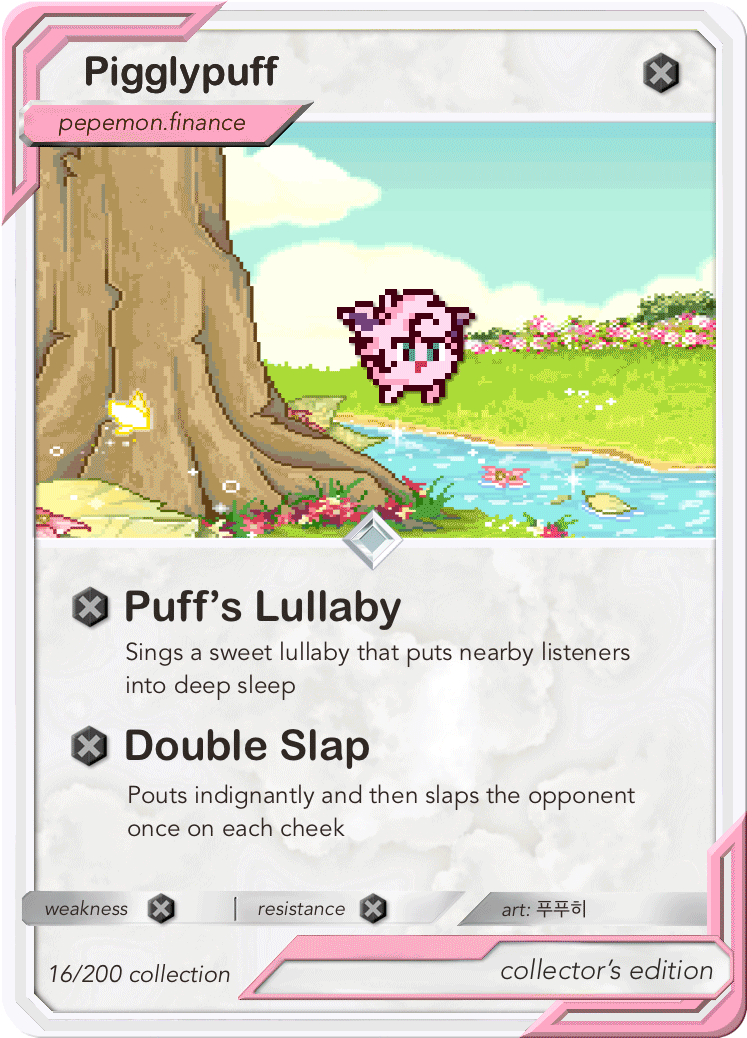 Pigglypuff
pepemon.finance
Puff's Lullaby
Sings a sweet lullaby that puts nearby listeners
into deep sleep
Double Slap
Pouts indignantly and then slaps the opponent
once on each cheek
weakness | resistance art: 푸푸히
16/200 collection collector's edition